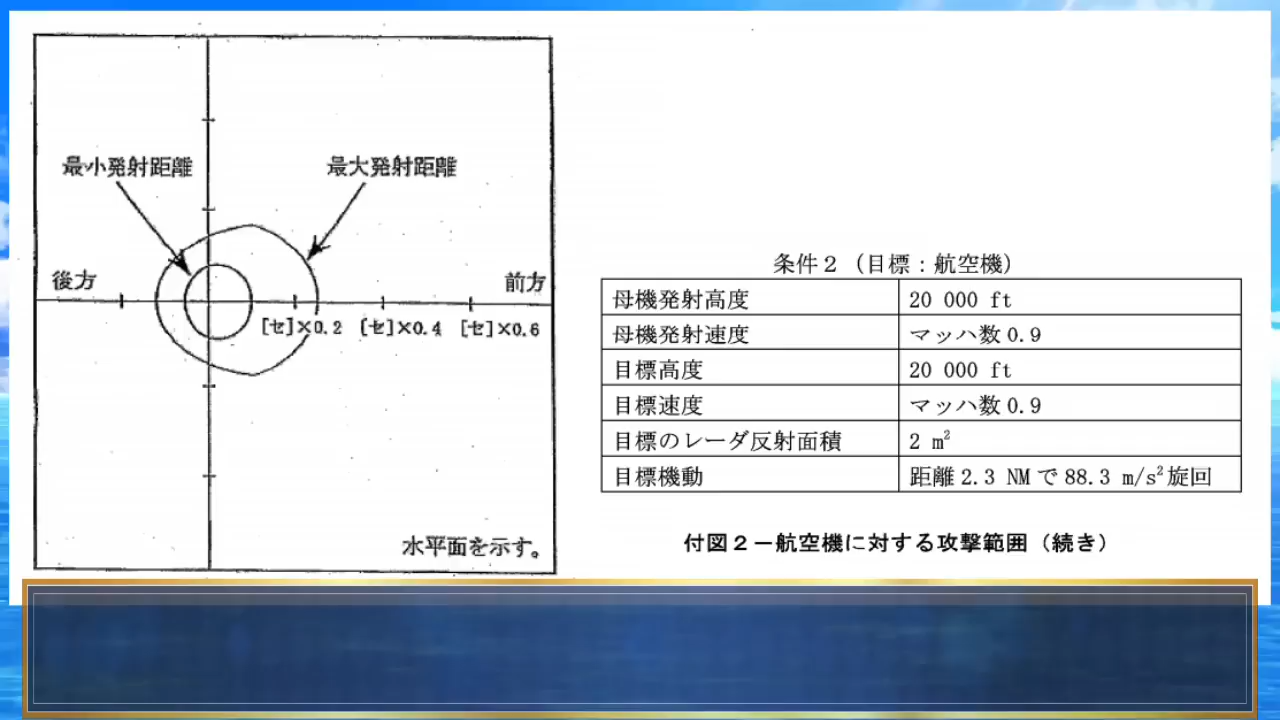 最小発射距離
最大発射距離
後方
前方
[セ]×0.2
[セ]×0.4
[セ]×0.6
水平面を示す。
条件2（目標：航空機）
母機発射高度 20 000 ft
母機発射速度 マッハ数0.9
目標高度 20 000 ft
目標速度 マッハ数0.9
目標のレーダ反射面積 2 m²
目標機動 距離2.3 NMで88.3 m/s²旋回
付図2－航空機に対する攻撃範囲（続き）